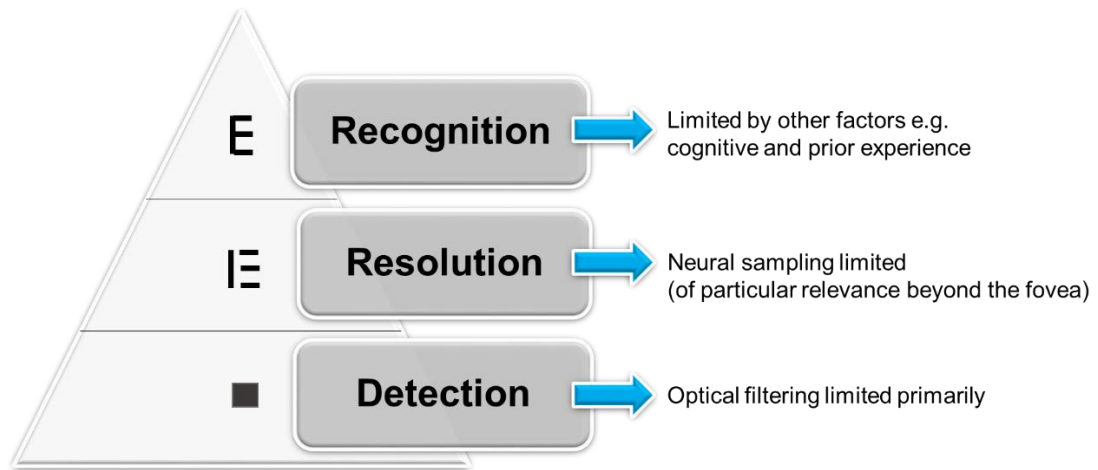 E
Recognition
Limited by other factors e.g.
cognitive and prior experience
Resolution
Neural sampling limited
(of particular relevance beyond the fovea)
Detection
Optical filtering limited primarily